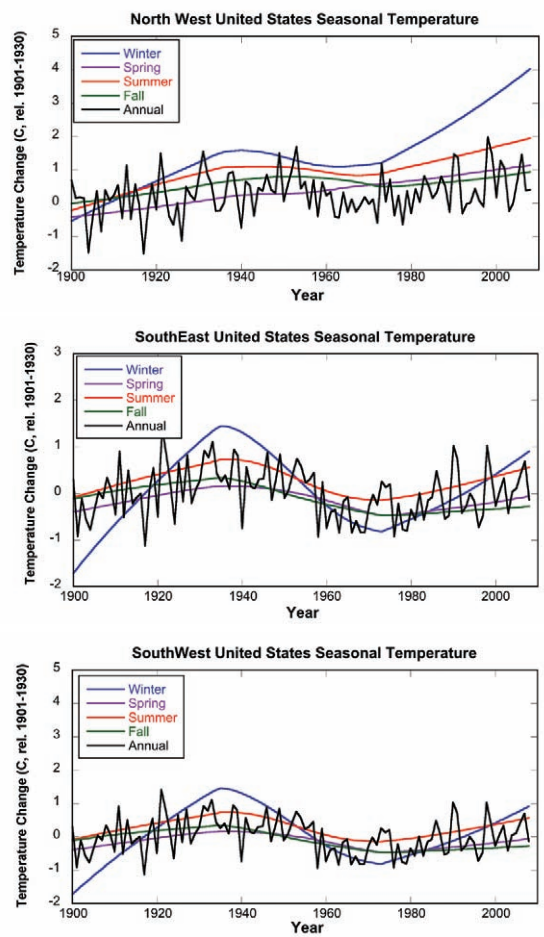 North West United States Seasonal Temperature
Temperature Change (C, rel. 1901-1930)
5
4
3
2
1
0
-1
-2
Winter
Spring
Summer
Fall
Annual
1900 1920 1940 1960 1980 2000
Year
SouthEast United States Seasonal Temperature
Temperature Change (C, rel. 1901-1930)
3
2
1
0
-1
-2
Winter
Spring
Summer
Fall
Annual
1900 1920 1940 1960 1980 2000
Year
SouthWest United States Seasonal Temperature
Temperature Change (C, rel. 1901-1930)
5
4
3
2
1
0
-1
-2
Winter
Spring
Summer
Fall
Annual
1900 1920 1940 1960 1980 2000
Year